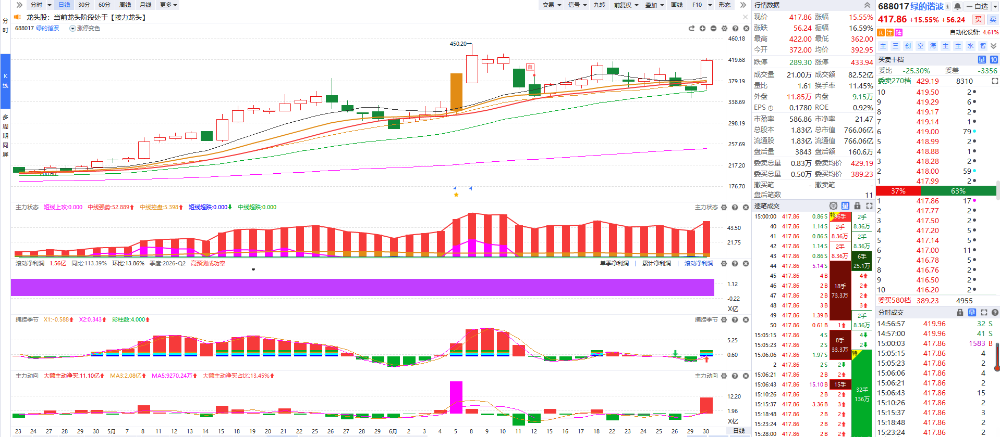 分时 日线 30分 60分 周线 月线 更多 交易 信号 九转 前复权 叠加 画线 F10 形态
龙头股：当前龙头阶段处于【接力龙头】
688017 绿的谐波 涨停变色
分时
K线
多周期同屏
450.20
460.18
419.68
379.19
338.69
298.19
257.69
217.20
176.70
主力状态 短线上攻:0.000 中线强势:52.889 中线控盘:5.398 短线超跌:0.000 中线超跌:0.000 主力状态
43.50
21.75
滚动净利润 1.56亿 同比:113.39% 环比:13.86% 季度:2026-Q2 高预测成功率 单季净利润 | 累计净利润 | 滚动净利润
1.12
-0.22
X亿
捕捞季节 X1:-0.588 X2:0.343 彩柱数:4.000 捕捞季节
5.25
0.60
主力动向 大额主动净买:11.10亿 MA3:2.08亿 MA5:9270.24万 大额主动净买占比:13.45% 主力动向
12.20
1.96
X亿
23 24 27 28 29 30 5月 7 8 11 12 13 14 15 18 19 20 21 22 25 26 27 28 29 6月 2 3 4 5 8 9 10 11 12 15 16 17 18 22 23 24 25 26 29 30 日线
行情数据
现价 417.86 涨幅 15.55%
涨跌 56.24 振幅 16.59%
最高 422.00 最低 362.00
今开 372.00 均价 392.95
跌停 289.30 涨停 433.94
成交量 21.00万 成交额 82.52亿
量比 1.61 换手率 11.45%
外盘 11.85万 内盘 9.15万
EPS 0.1780 ROE 0.92%
市盈率 586.86 市净率 21.47
总股本 1.83亿 总市值 766.06亿
流通股 1.83亿 流通值 766.06亿
盘后量 3843 盘后额 160.6万
委卖总量 0.83万 委卖均价 429.19
委买总量 0.50万 委买均价 389.23
撤买笔 - 撤卖笔 -
盘后笔数 11
逐笔成交 量
15:00:00 417.86 0.86 S
40 417.86 1.14 S
41 417.86 0.86 S
42 417.86 1.14 S
43 417.86 0.86 S
44 417.86 5.14 S
45 417.86 4 B
46 417.86 2 B
47 417.86 2 B
48 417.86 3 B
49 417.86 1.39 B
50 417.86 0.61 B
15:05:15 417.86 4 S
15:05:23 417.86 2 S
15:06:06 417.86 1.97 S
2 417.86 2 S
15:06:21 417.86 2 B
15:06:43 417.86 15.10 B
15:10:26 417.86 2 B
15:15:37 417.86 3.36 B
15:18:48 417.86 2 B
15:23:24 417.86 2 B
15:28:00 417.86 2 B
特
2手
8.36万
2手
8.36万
18手
73.3万
1
8手
33.3万
2
2
15手
2
3
2
2
2
2手
8.36万
2手
8.36万
6手
25.1万
4
2
2
3
2手
8.36万
4
2
特
32手
136万
688017 绿的谐波 自选
417.86 +15.55% +56.24 买 卖
R 注 陆 自动化设备: 4.61%
主 三 创 空 海 主 主 水 智
买卖十档 量 10
委比 -25.30% 委差 -3356
委卖270档 429.19 8310
10 419.50 2
9 419.29 6
8 419.17 2
7 419.14 1
6 419.00 79
5 418.99 2
4 418.88 1
3 418.28 2
2 418.00 59
1 417.99 2
37% 63%
1 417.86 17
2 417.77 2
3 417.50 2
4 417.20 5
5 417.14 5
6 417.00 11
7 416.78 5
8 416.76 2
9 416.50 2
10 416.20 2
委买580档 389.23 4955
分时成交 量
14:56:57 419.96 32 S
14:57:00 419.96 41 S
15:00:03 417.86 1583 B
15:05:15 417.86 4
15:05:23 417.86 2
15:06:06 417.86 4
15:06:21 417.86 2
15:06:43 417.86 15
15:10:26 417.86 2
15:15:37 417.86 3
15:18:48 417.86 2
15:23:24 417.86 2